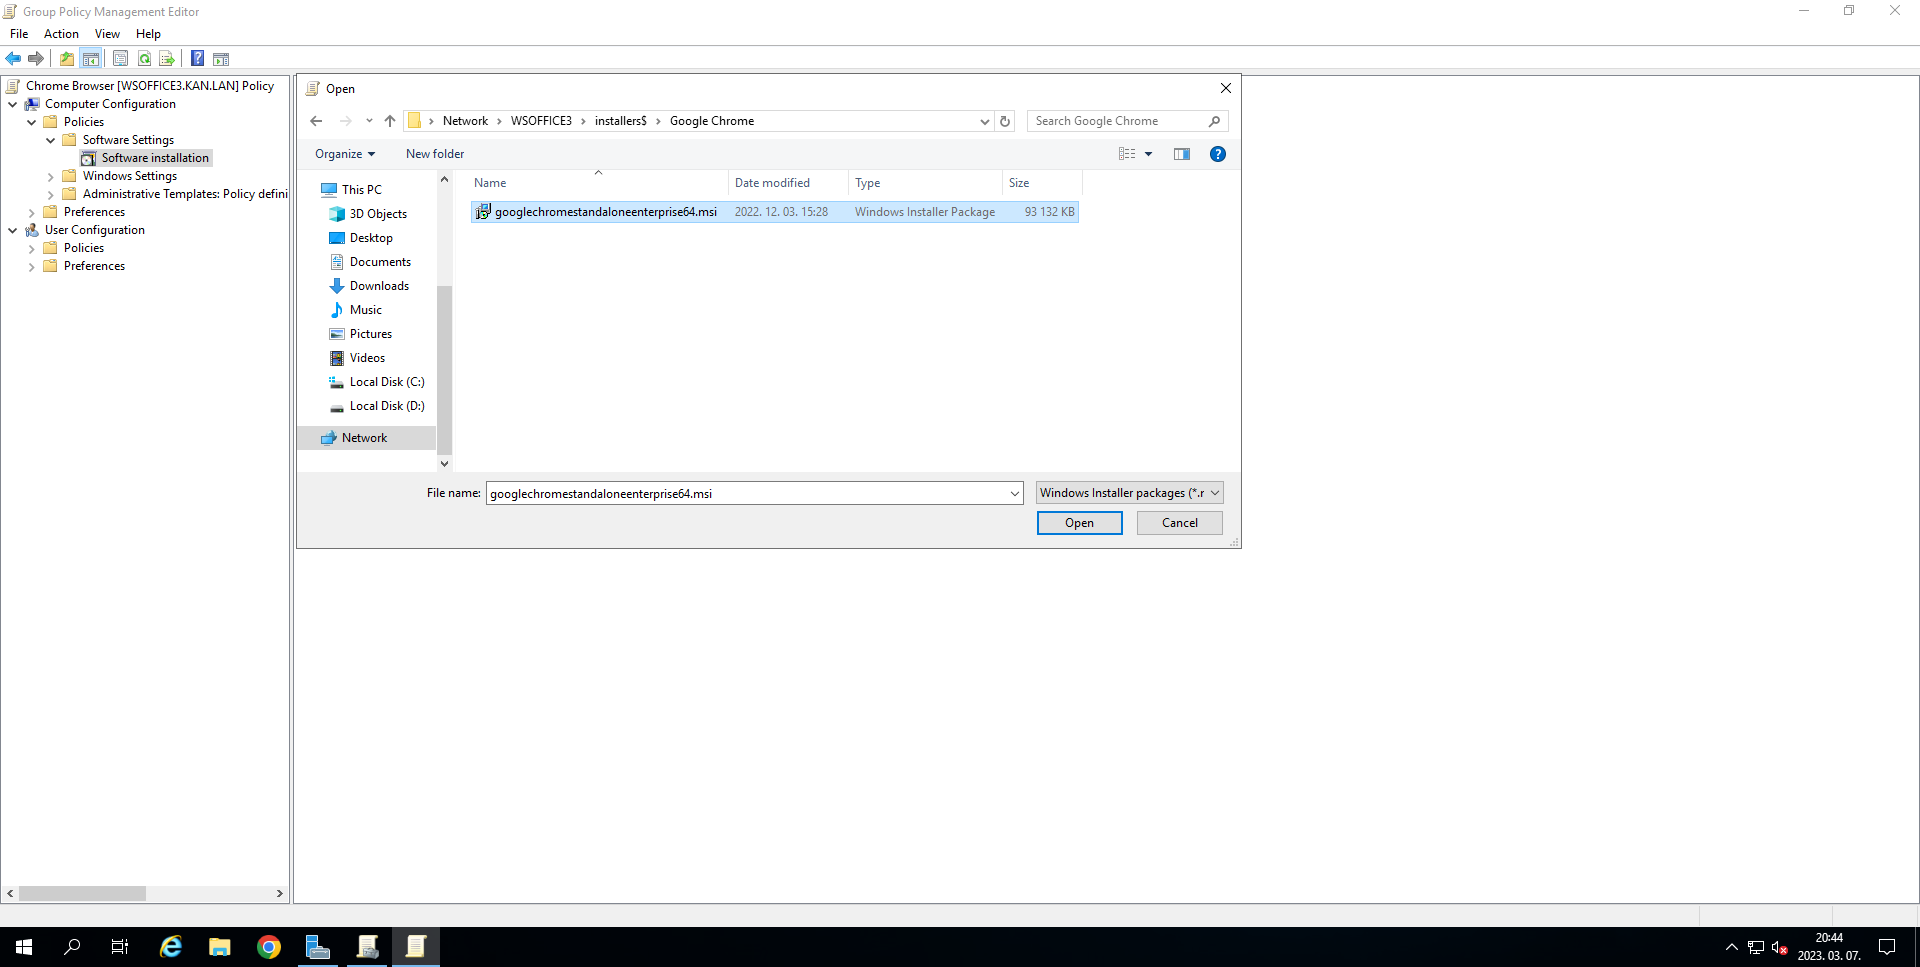 Group Policy Management Editor
File Action View Help
Chrome Browser [WSOFFICE3.KAN.LAN] Policy
Computer Configuration
Policies
Software Settings
Software installation
Windows Settings
Administrative Templates: Policy defini
Preferences
User Configuration
Policies
Preferences
Open
Network WSOFFICE3 installers$ Google Chrome
Search Google Chrome
Organize New folder
This PC
3D Objects
Desktop
Documents
Downloads
Music
Pictures
Videos
Local Disk (C:)
Local Disk (D:)
Network
Name Date modified Type Size
googlechromestandaloneenterprise64.msi 2022. 12. 03. 15:28 Windows Installer Package 93 132 KB
File name: googlechromestandaloneenterprise64.msi
Windows Installer packages (*.r
Open Cancel
20:44
2023. 03. 07.